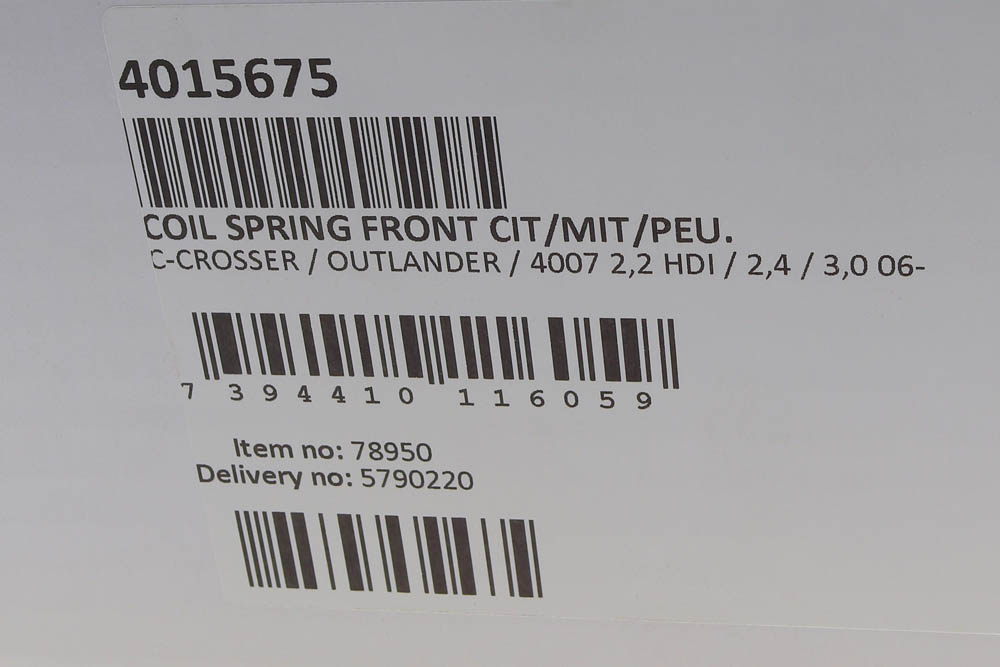 4015675
COIL SPRING FRONT CIT/MIT/PEU.
C-CROSSER / OUTLANDER / 4007 2,2 HDI / 2,4 / 3,0 06-
7 394410 116059
Item no: 78950
Delivery no: 5790220